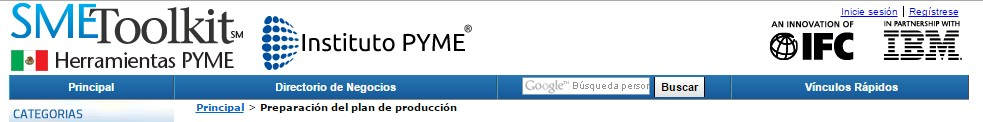 Inicie sesión | Regístrese
SMEToolkit SM
Herramientas PYME
Instituto PYME®
AN INNOVATION OF
IFC
IN PARTNERSHIP WITH
IBM®
Principal
Directorio de Negocios
Google™ Búsqueda person
Buscar
Vínculos Rápidos
CATEGORIAS
Principal > Preparación del plan de producción